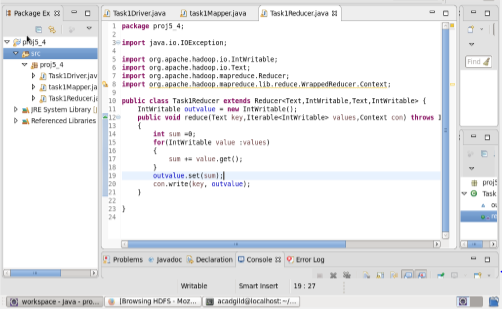 Package Ex
proj5_4
src
proj5_4
Task1Driver.jav
task1Mapper.ja
Task1Reducer.j
JRE System Library [
Referenced Libraries
Task1Driver.java
task1Mapper.java
Task1Reducer.java
1 package proj5_4;
2
3 import java.io.IOException;
4
5 import org.apache.hadoop.io.IntWritable;
6 import org.apache.hadoop.io.Text;
7 import org.apache.hadoop.mapreduce.Reducer;
8 import org.apache.hadoop.mapreduce.lib.reduce.WrappedReducer.Context;
9
10 public class Task1Reducer extends Reducer<Text,IntWritable,Text,IntWritable> {
11 IntWritable outvalue = new IntWritable();
12 public void reduce(Text key,Iterable<IntWritable> values,Context con) throws I
13 {
14 int sum =0;
15 for(IntWritable value :values)
16 {
17 sum += value.get();
18 }
19 outvalue.set(sum);
20 con.write(key, outvalue);
21 }
22
23 }
24
Find
proj5
Task
ou
Problems
Javadoc
Declaration
Console
Error Log
Writable
Smart Insert
19 : 27
workspace - Java - pro...
[Browsing HDFS - Moz...
acadgild@localhost:~/...